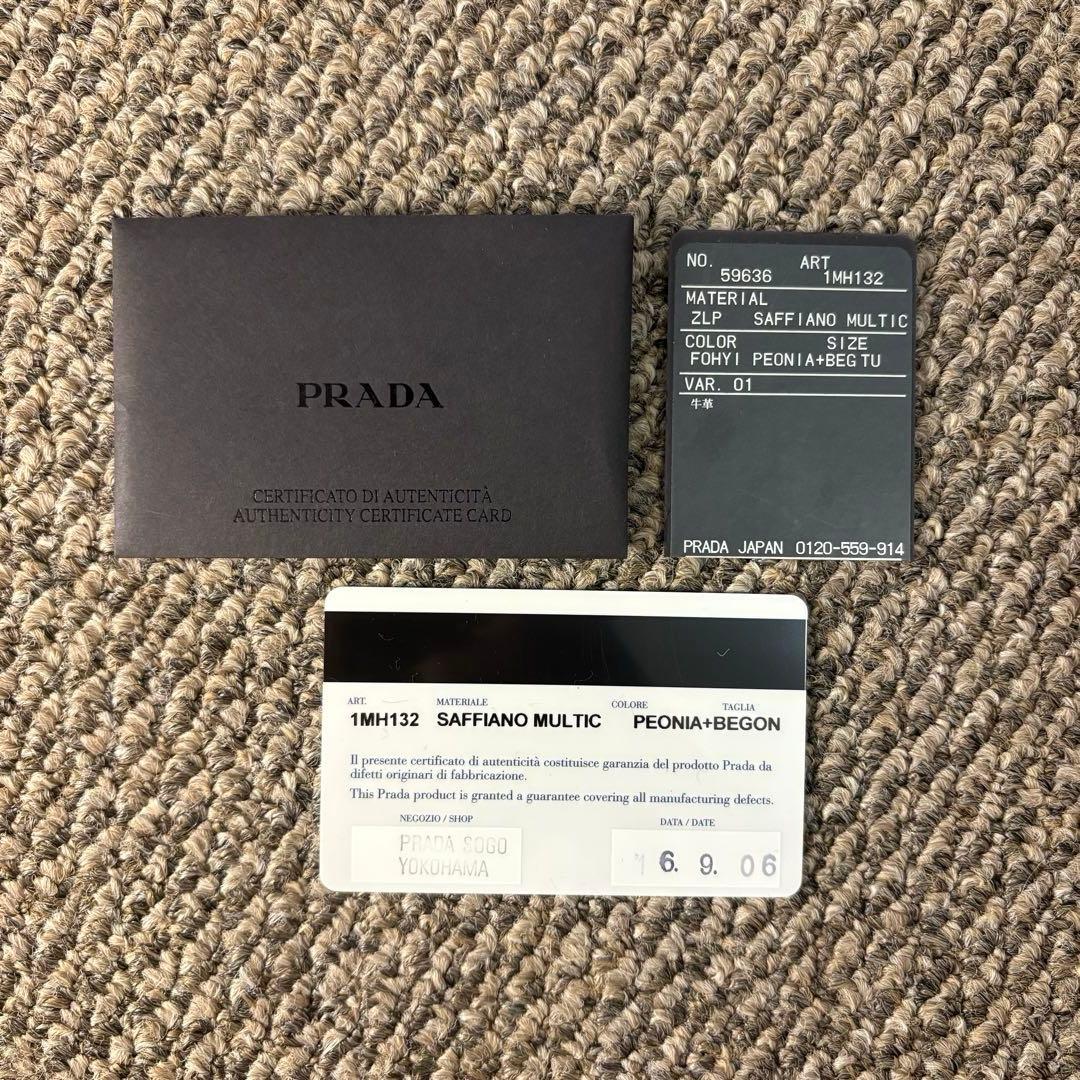 PRADA
CERTIFICATO DI AUTENTICITÀ
AUTHENTICITY CERTIFICATE CARD
NO. ART
59636 1MH132
MATERIAL
ZLP SAFFIANO MULTIC
COLOR SIZE
F0HYI PEONIA+BEG TU
VAR. 01
牛革
PRADA JAPAN 0120-559-914
ART. MATERIALE COLORE TAGLIA
1MH132 SAFFIANO MULTIC PEONIA+BEGON
Il presente certificato di autenticità costituisce garanzia del prodotto Prada da
difetti originari di fabbricazione.
This Prada product is granted a guarantee covering all manufacturing defects.
NEGOZIO / SHOP DATA / DATE
PRADA SOGO
YOKOHAMA
16. 9. 06